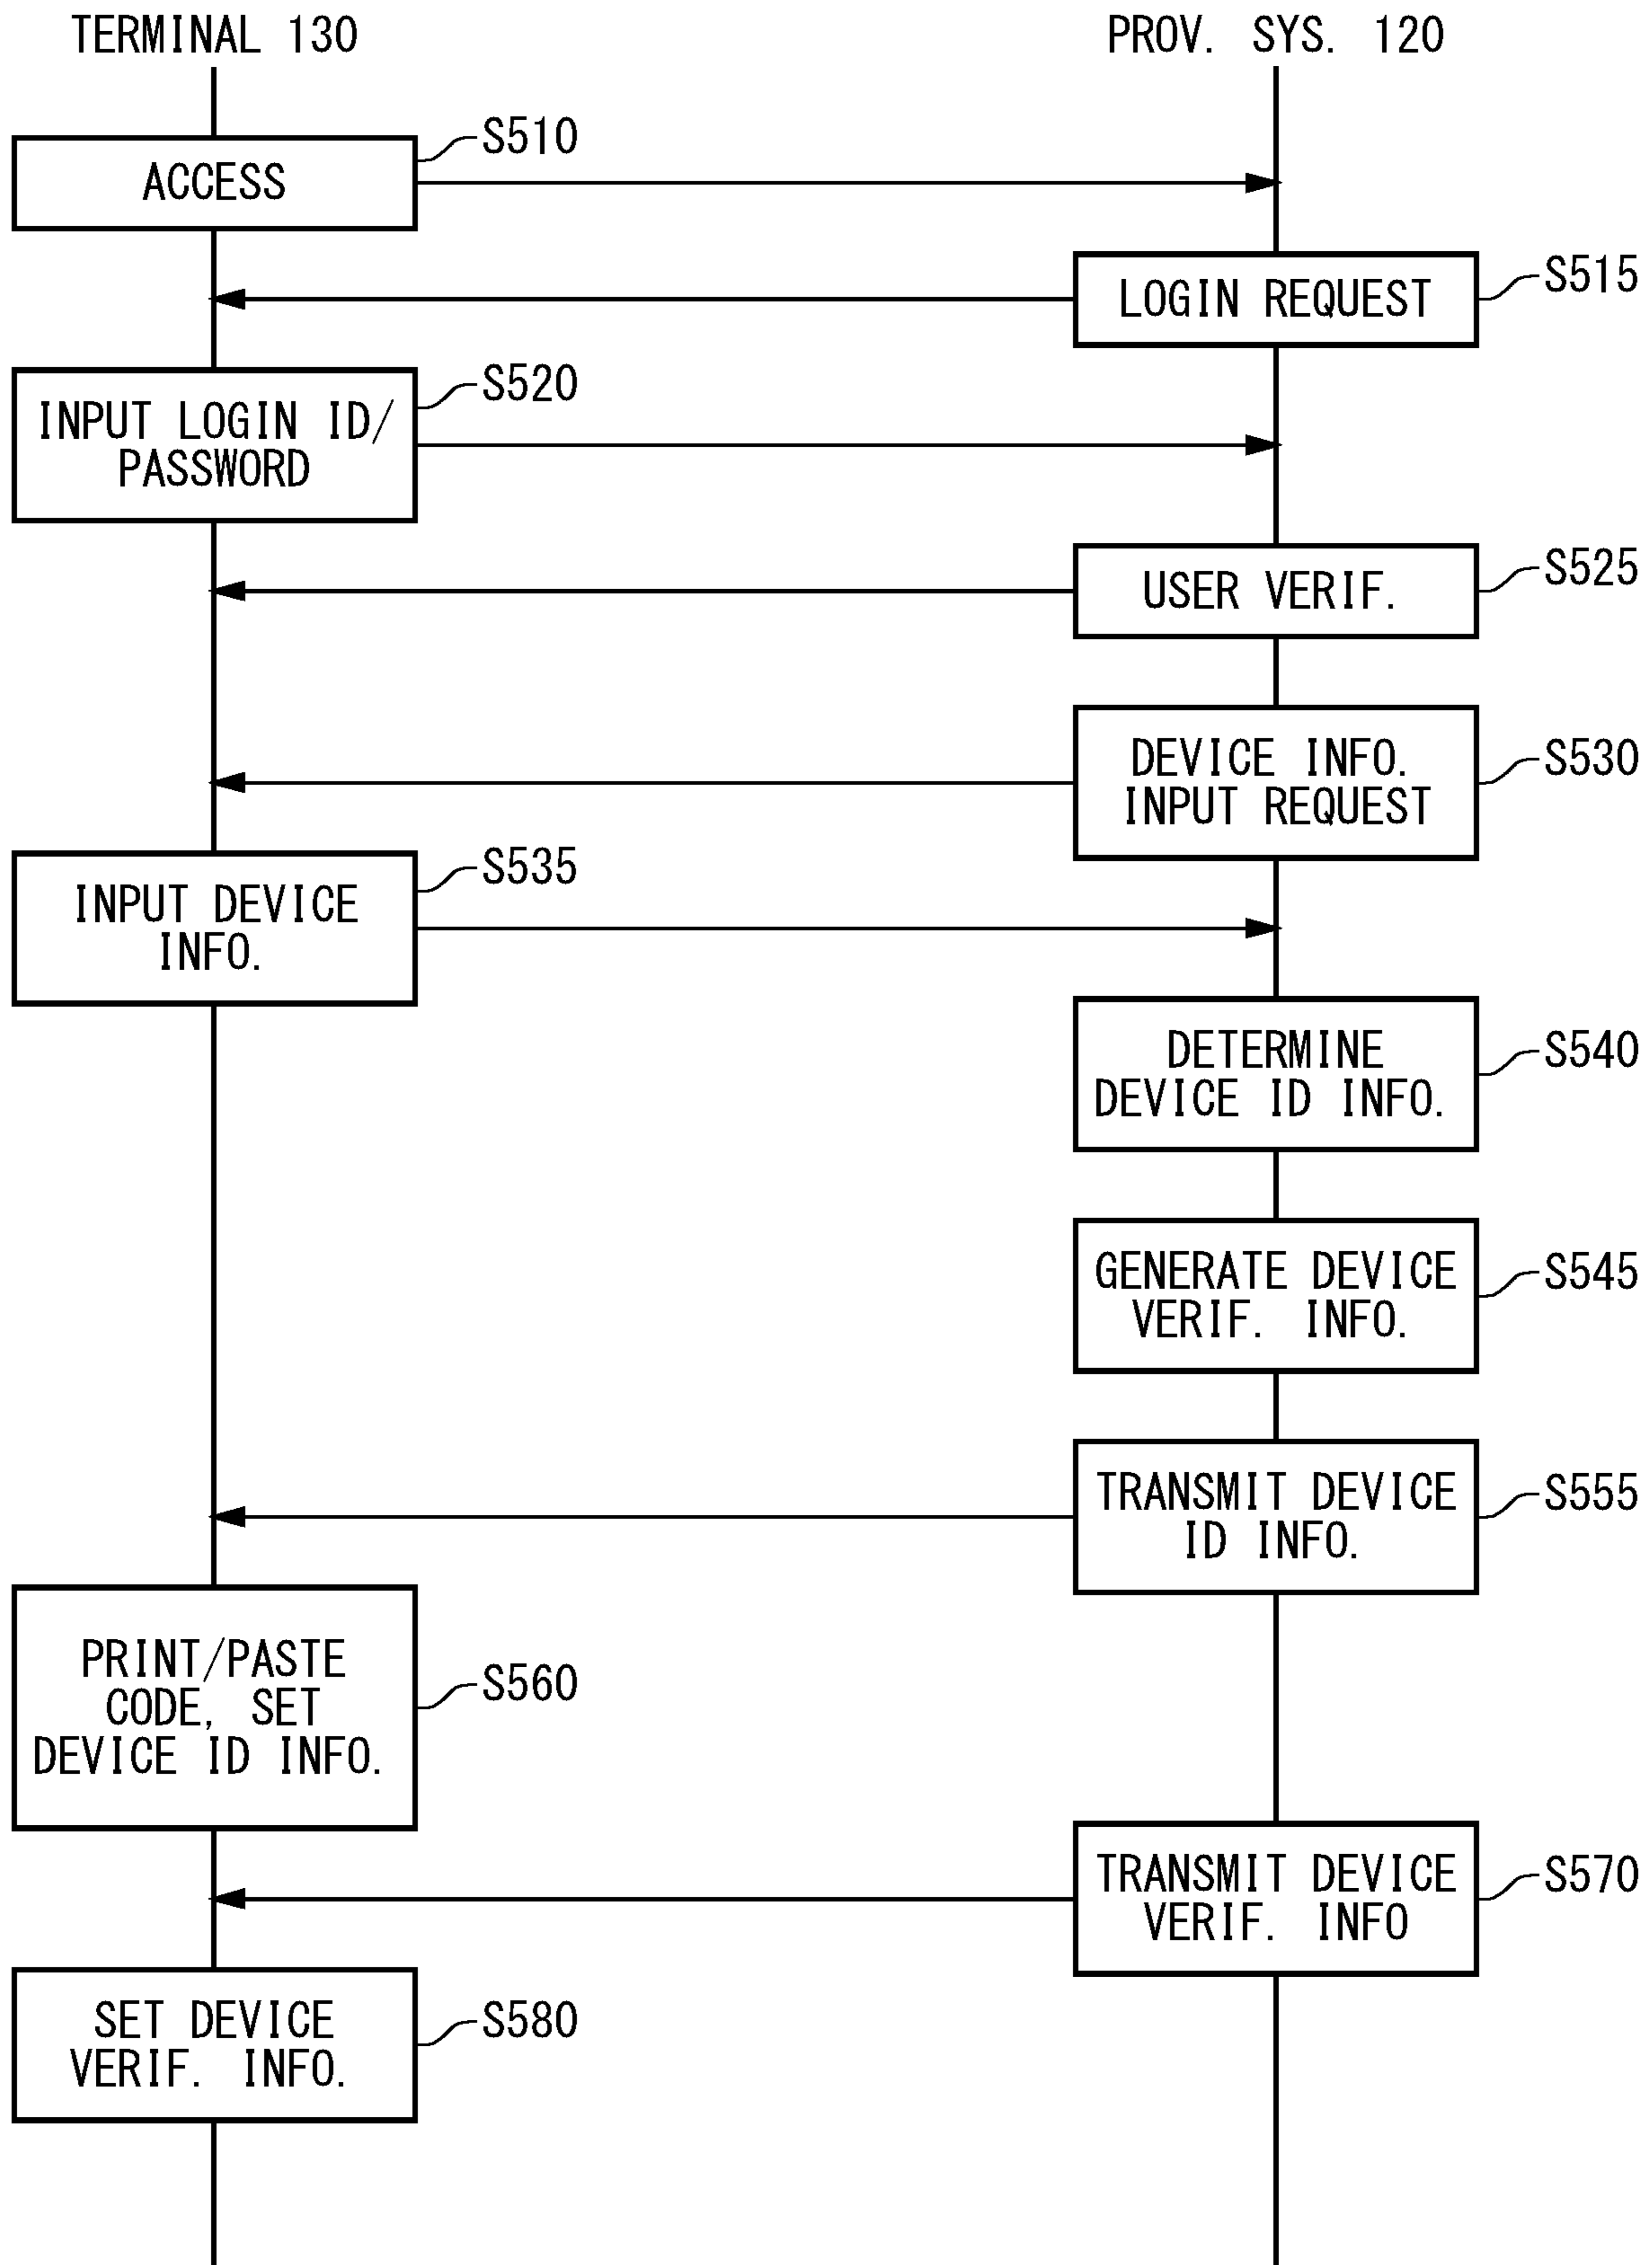 TERMINAL 130
PROV. SYS. 120
S510
ACCESS
S515
LOGIN REQUEST
S520
INPUT LOGIN ID/
PASSWORD
S525
USER VERIF.
S530
DEVICE INFO.
INPUT REQUEST
S535
INPUT DEVICE
INFO.
S540
DETERMINE
DEVICE ID INFO.
S545
GENERATE DEVICE
VERIF. INFO.
S555
TRANSMIT DEVICE
ID INFO.
S560
PRINT/PASTE
CODE, SET
DEVICE ID INFO.
S570
TRANSMIT DEVICE
VERIF. INFO
S580
SET DEVICE
VERIF. INFO.